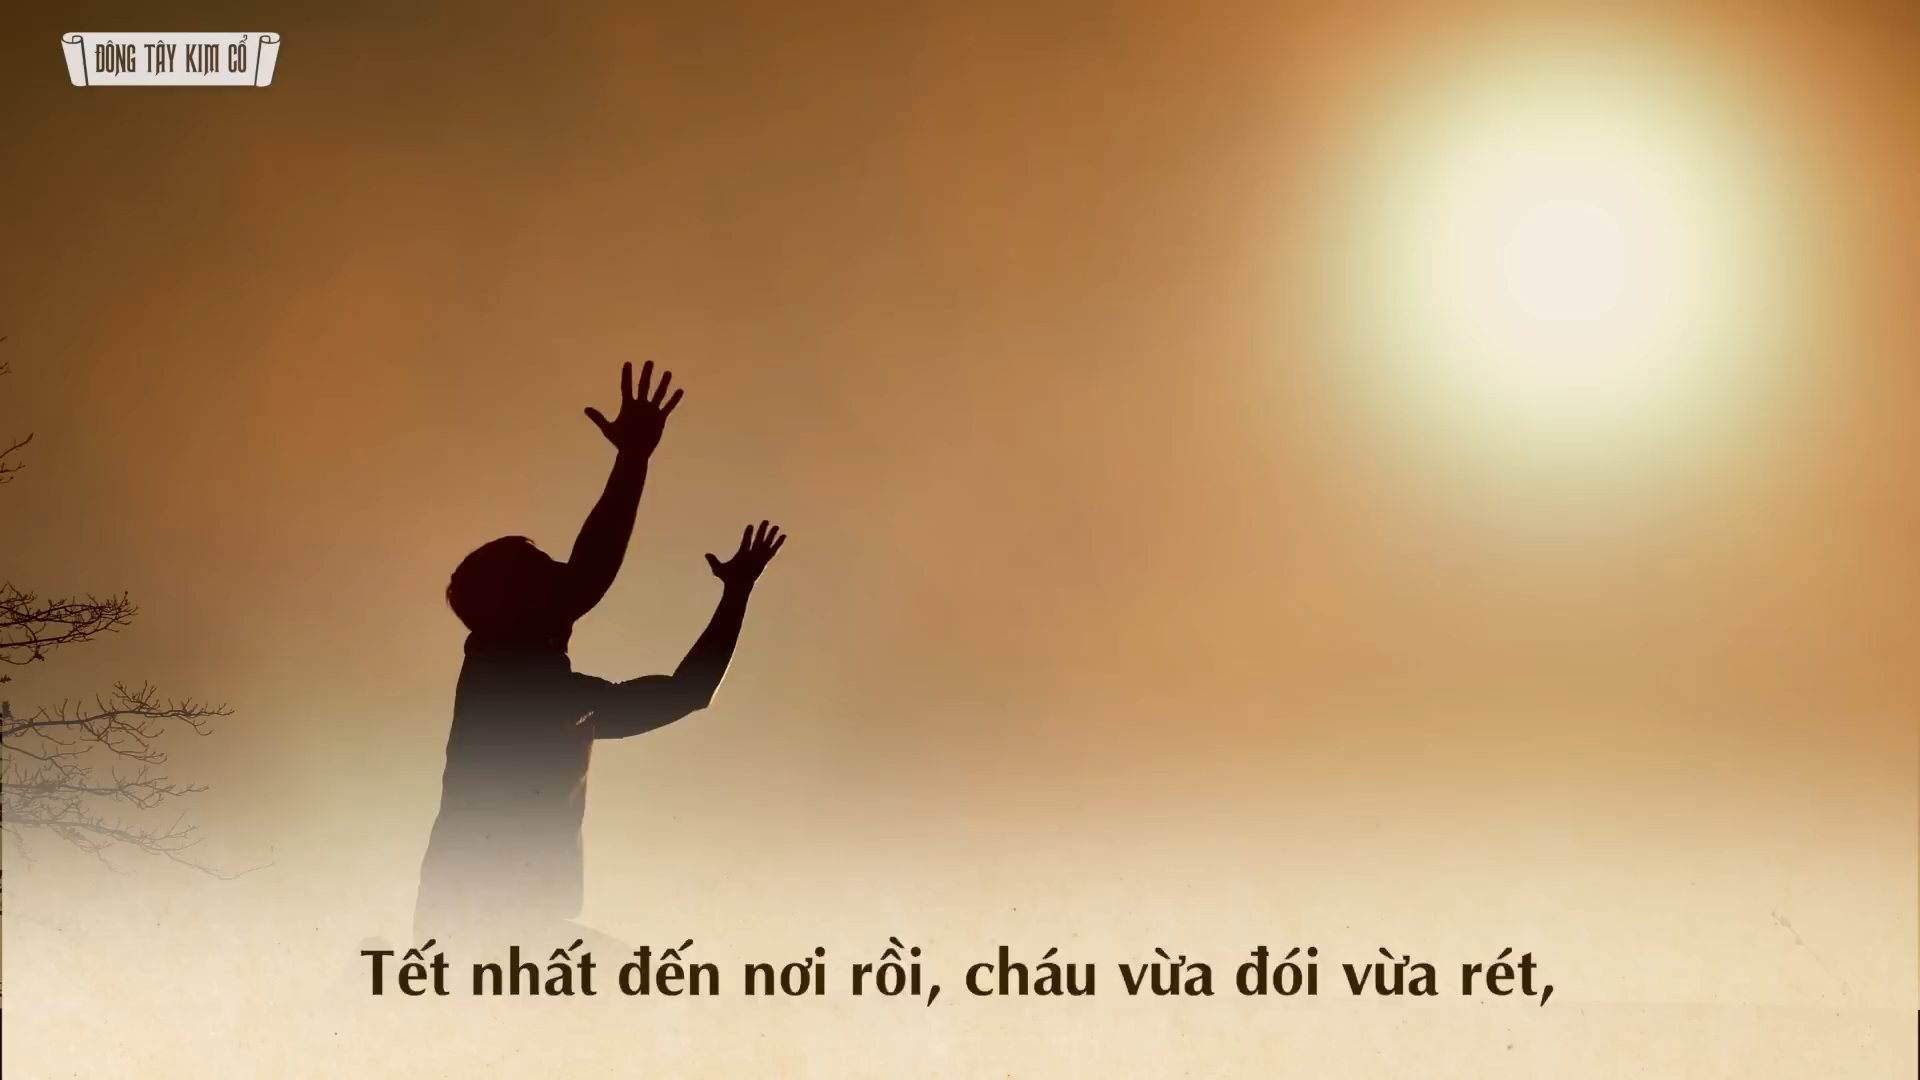 ĐÔNG TÂY KIM CỔ
Tết nhất đến nơi rồi, cháu vừa đói vừa rét,